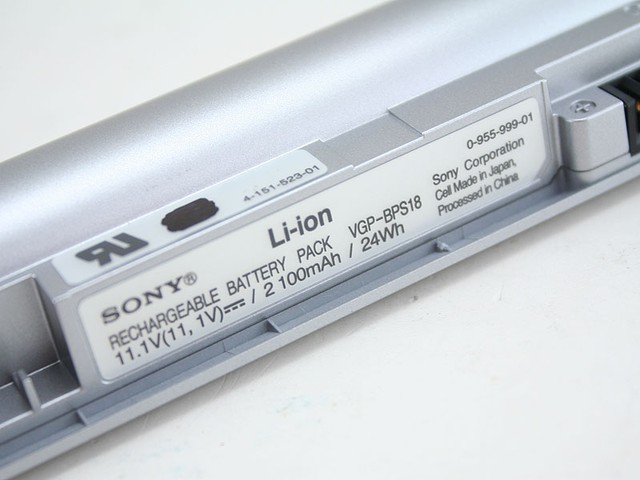 4-151-523-01
SONY®
Li-ion
RECHARGEABLE BATTERY PACK VGP-BPS18
11.1V(11, 1V)⎓ / 2 100mAh / 24Wh
0-955-999-01
Sony Corporation
Cell Made in Japan,
Processed in China